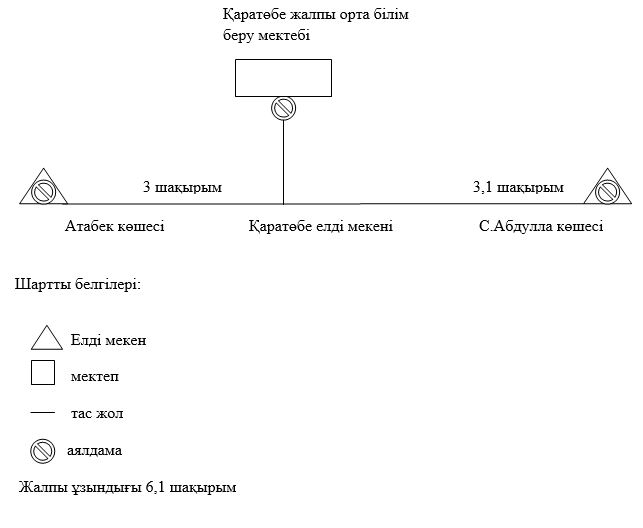 Қаратөбе жалпы орта білім
беру мектебі
3 шақырым
3,1 шақырым
Атабек көшесі
Қаратөбе елді мекені
С.Абдулла көшесі
Шартты белгілері:
Елді мекен
мектеп
тас жол
аялдама
Жалпы ұзындығы 6,1 шақырым